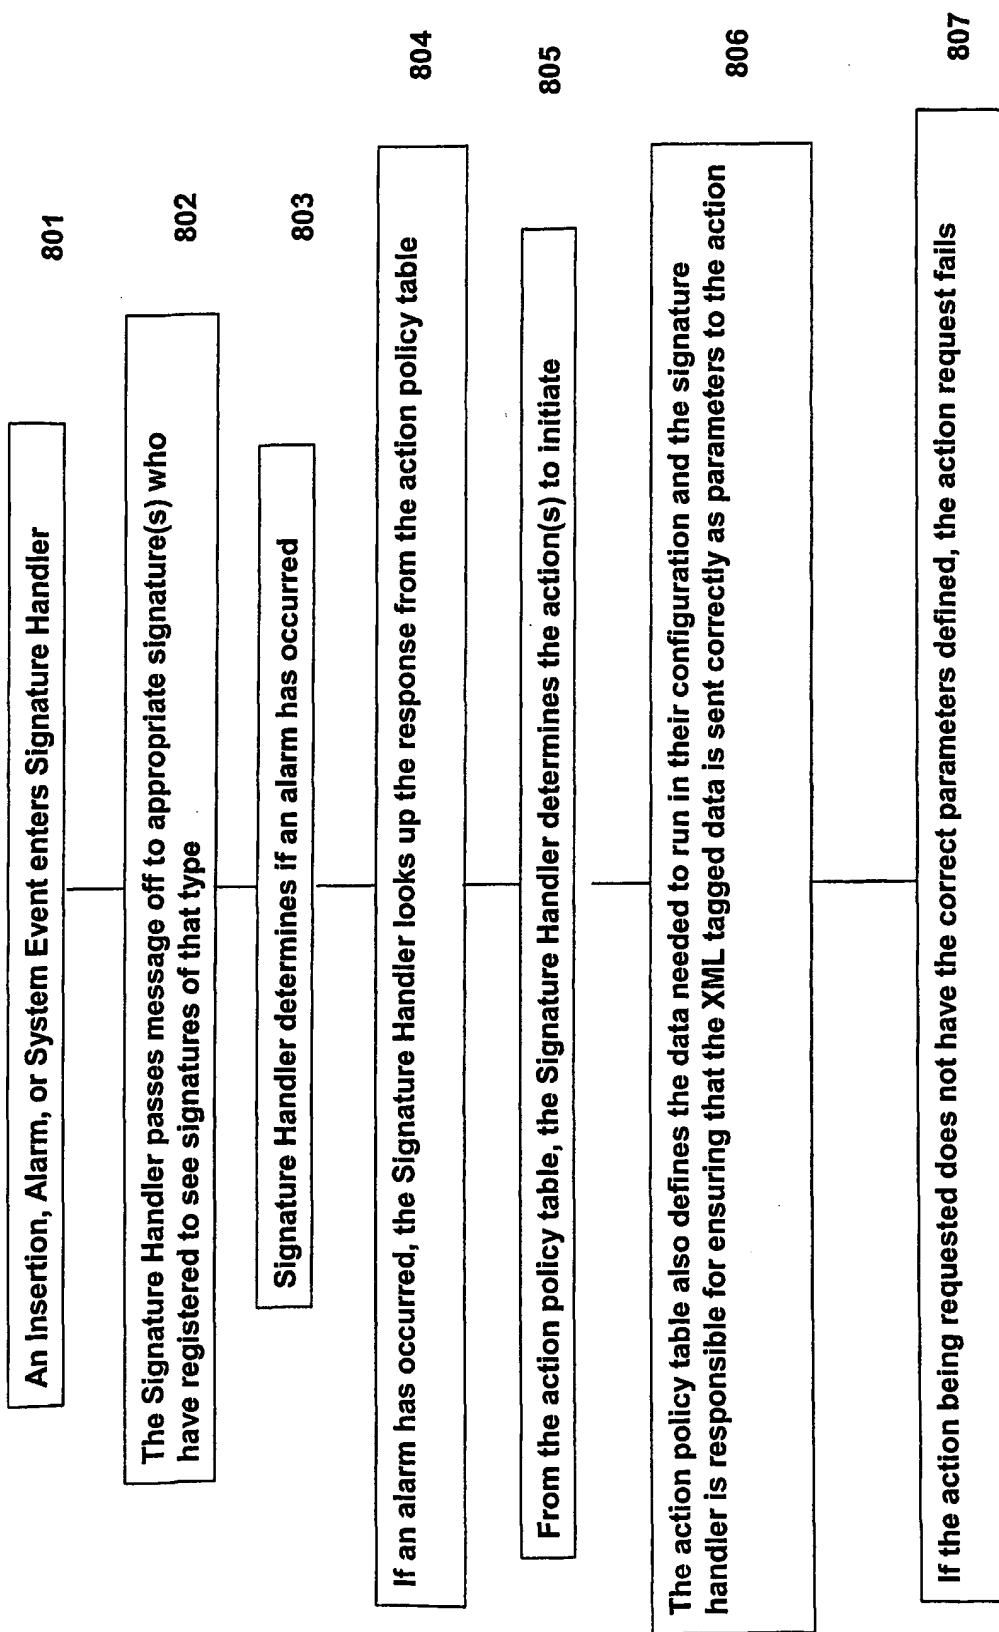 801
An Insertion, Alarm, or System Event enters Signature Handler
802
The Signature Handler passes message off to appropriate signature(s) who
have registered to see signatures of that type
803
Signature Handler determines if an alarm has occurred
804
If an alarm has occurred, the Signature Handler looks up the response from the action policy table
805
From the action policy table, the Signature Handler determines the action(s) to initiate
806
The action policy table also defines the data needed to run in their configuration and the signature
handler is responsible for ensuring that the XML tagged data is sent correctly as parameters to the action
807
If the action being requested does not have the correct parameters defined, the action request fails